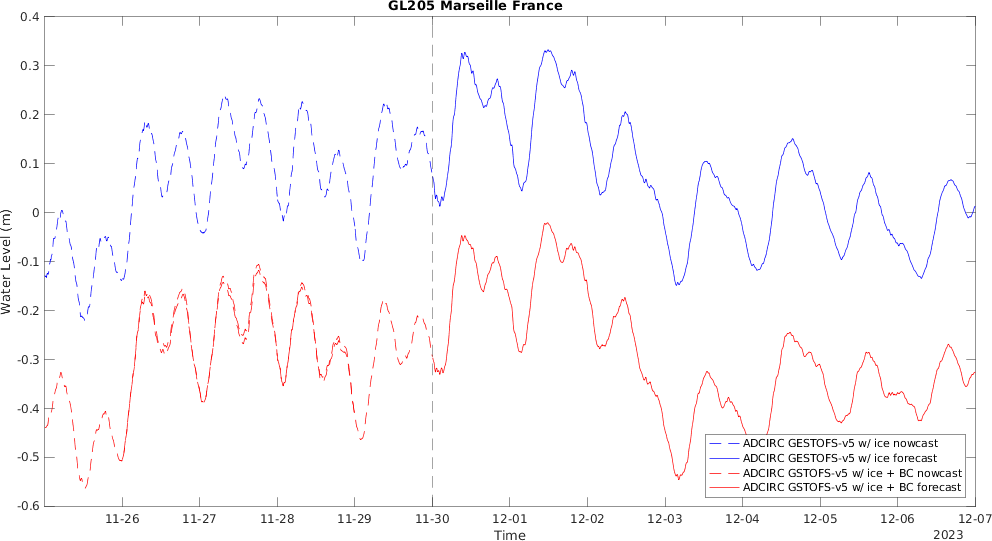 GL205 Marseille France
0.4
0.3
0.2
0.1
0
-0.1
-0.2
-0.3
-0.4
-0.5
-0.6
Water Level (m)
ADCIRC GESTOFS-v5 w/ ice nowcast
ADCIRC GESTOFS-v5 w/ ice forecast
ADCIRC GSTOFS-v5 w/ ice + BC nowcast
ADCIRC GSTOFS-v5 w/ ice + BC forecast
11-26 11-27 11-28 11-29 11-30 12-01 12-02 12-03 12-04 12-05 12-06 12-07
Time
2023